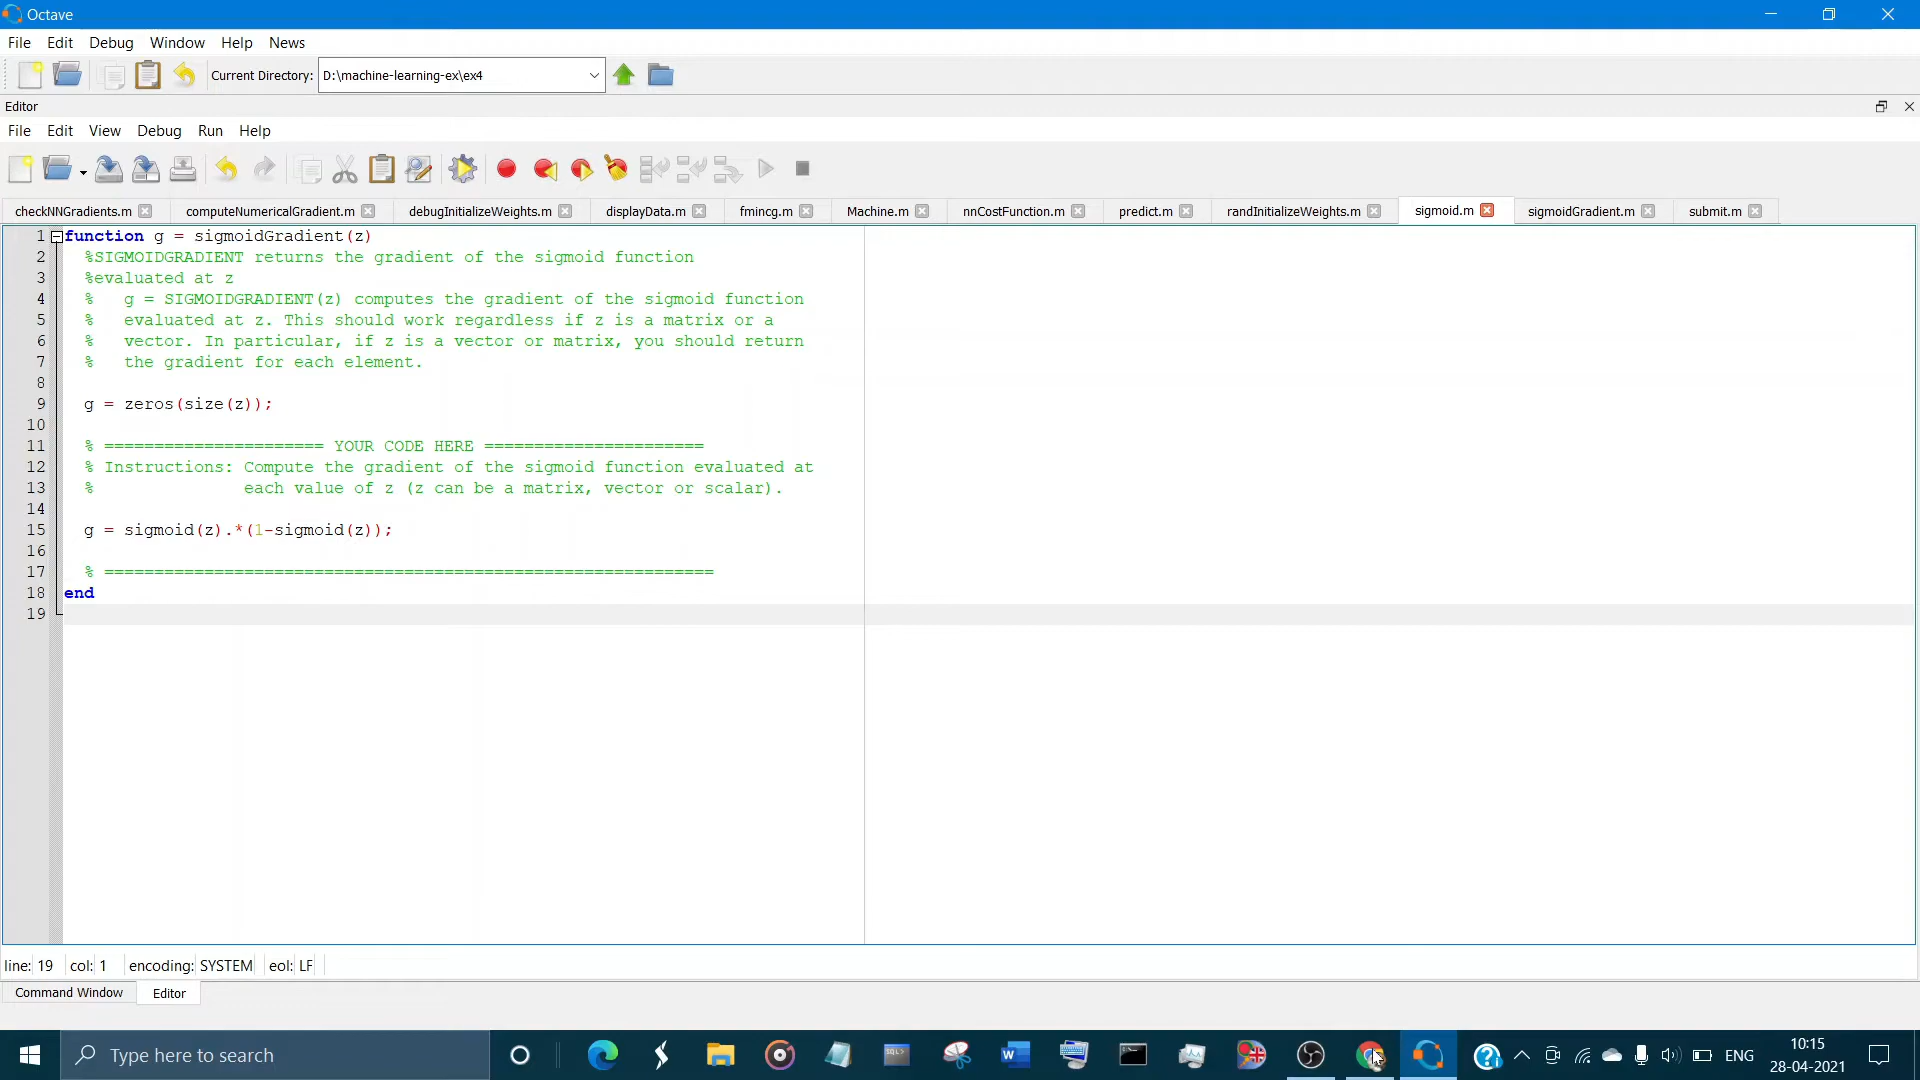 Octave
File Edit Debug Window Help News
Current Directory: D:\machine-learning-ex\ex4
Editor
File Edit View Debug Run Help
checkNNGradients.m computeNumericalGradient.m debugInitializeWeights.m displayData.m fmincg.m Machine.m nnCostFunction.m predict.m randInitializeWeights.m sigmoid.m sigmoidGradient.m submit.m
1 function g = sigmoidGradient(z)
2 %SIGMOIDGRADIENT returns the gradient of the sigmoid function
3 %evaluated at z
4 %   g = SIGMOIDGRADIENT(z) computes the gradient of the sigmoid function
5 %   evaluated at z. This should work regardless if z is a matrix or a
6 %   vector. In particular, if z is a vector or matrix, you should return
7 %   the gradient for each element.
8
9 g = zeros(size(z));
10
11 % ====================== YOUR CODE HERE ======================
12 % Instructions: Compute the gradient of the sigmoid function evaluated at
13 %               each value of z (z can be a matrix, vector or scalar).
14
15 g = sigmoid(z).*(1-sigmoid(z));
16
17 % =============================================================
18 end
19
line: 19 col: 1 encoding: SYSTEM eol: LF
Command Window Editor
Type here to search
ENG
10:15
28-04-2021